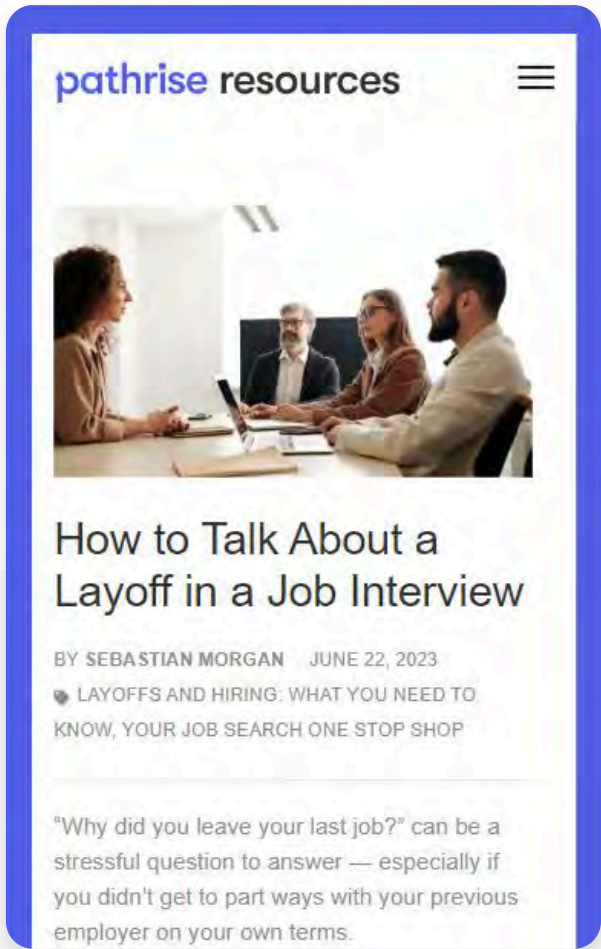 pathrise resources
How to Talk About a
Layoff in a Job Interview
BY SEBASTIAN MORGAN JUNE 22, 2023
LAYOFFS AND HIRING: WHAT YOU NEED TO
KNOW, YOUR JOB SEARCH ONE STOP SHOP
“Why did you leave your last job?” can be a
stressful question to answer — especially if
you didn't get to part ways with your previous
employer on your own terms.